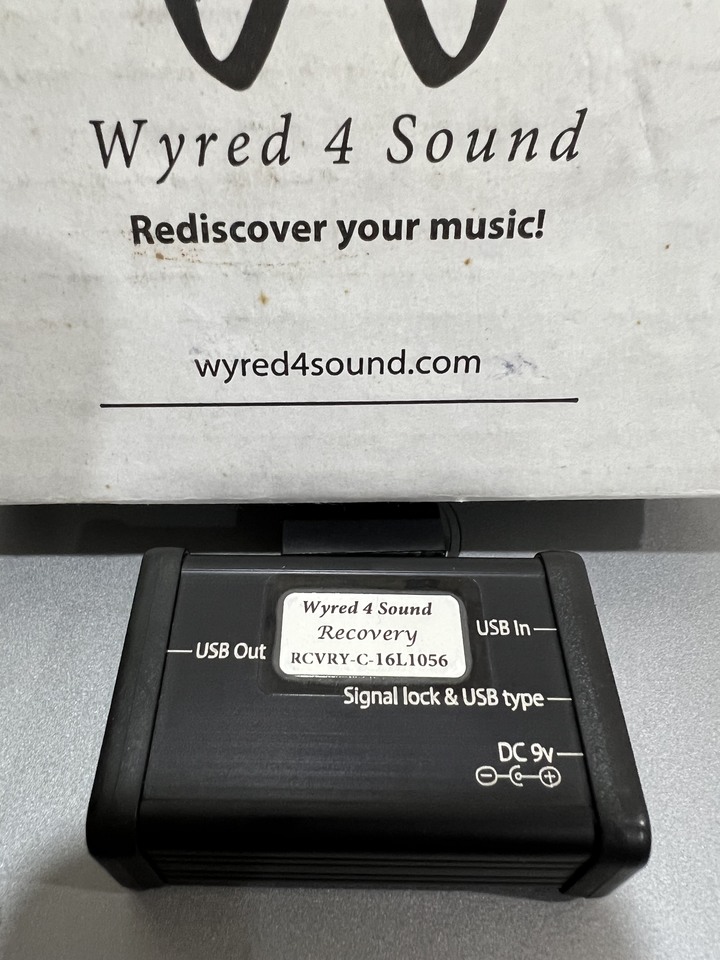 Wyred 4 Sound
Rediscover your music!
wyred4sound.com
Wyred 4 Sound
Recovery
RCVRY-C-16L1056
USB In
USB Out
Signal lock & USB type
DC 9v